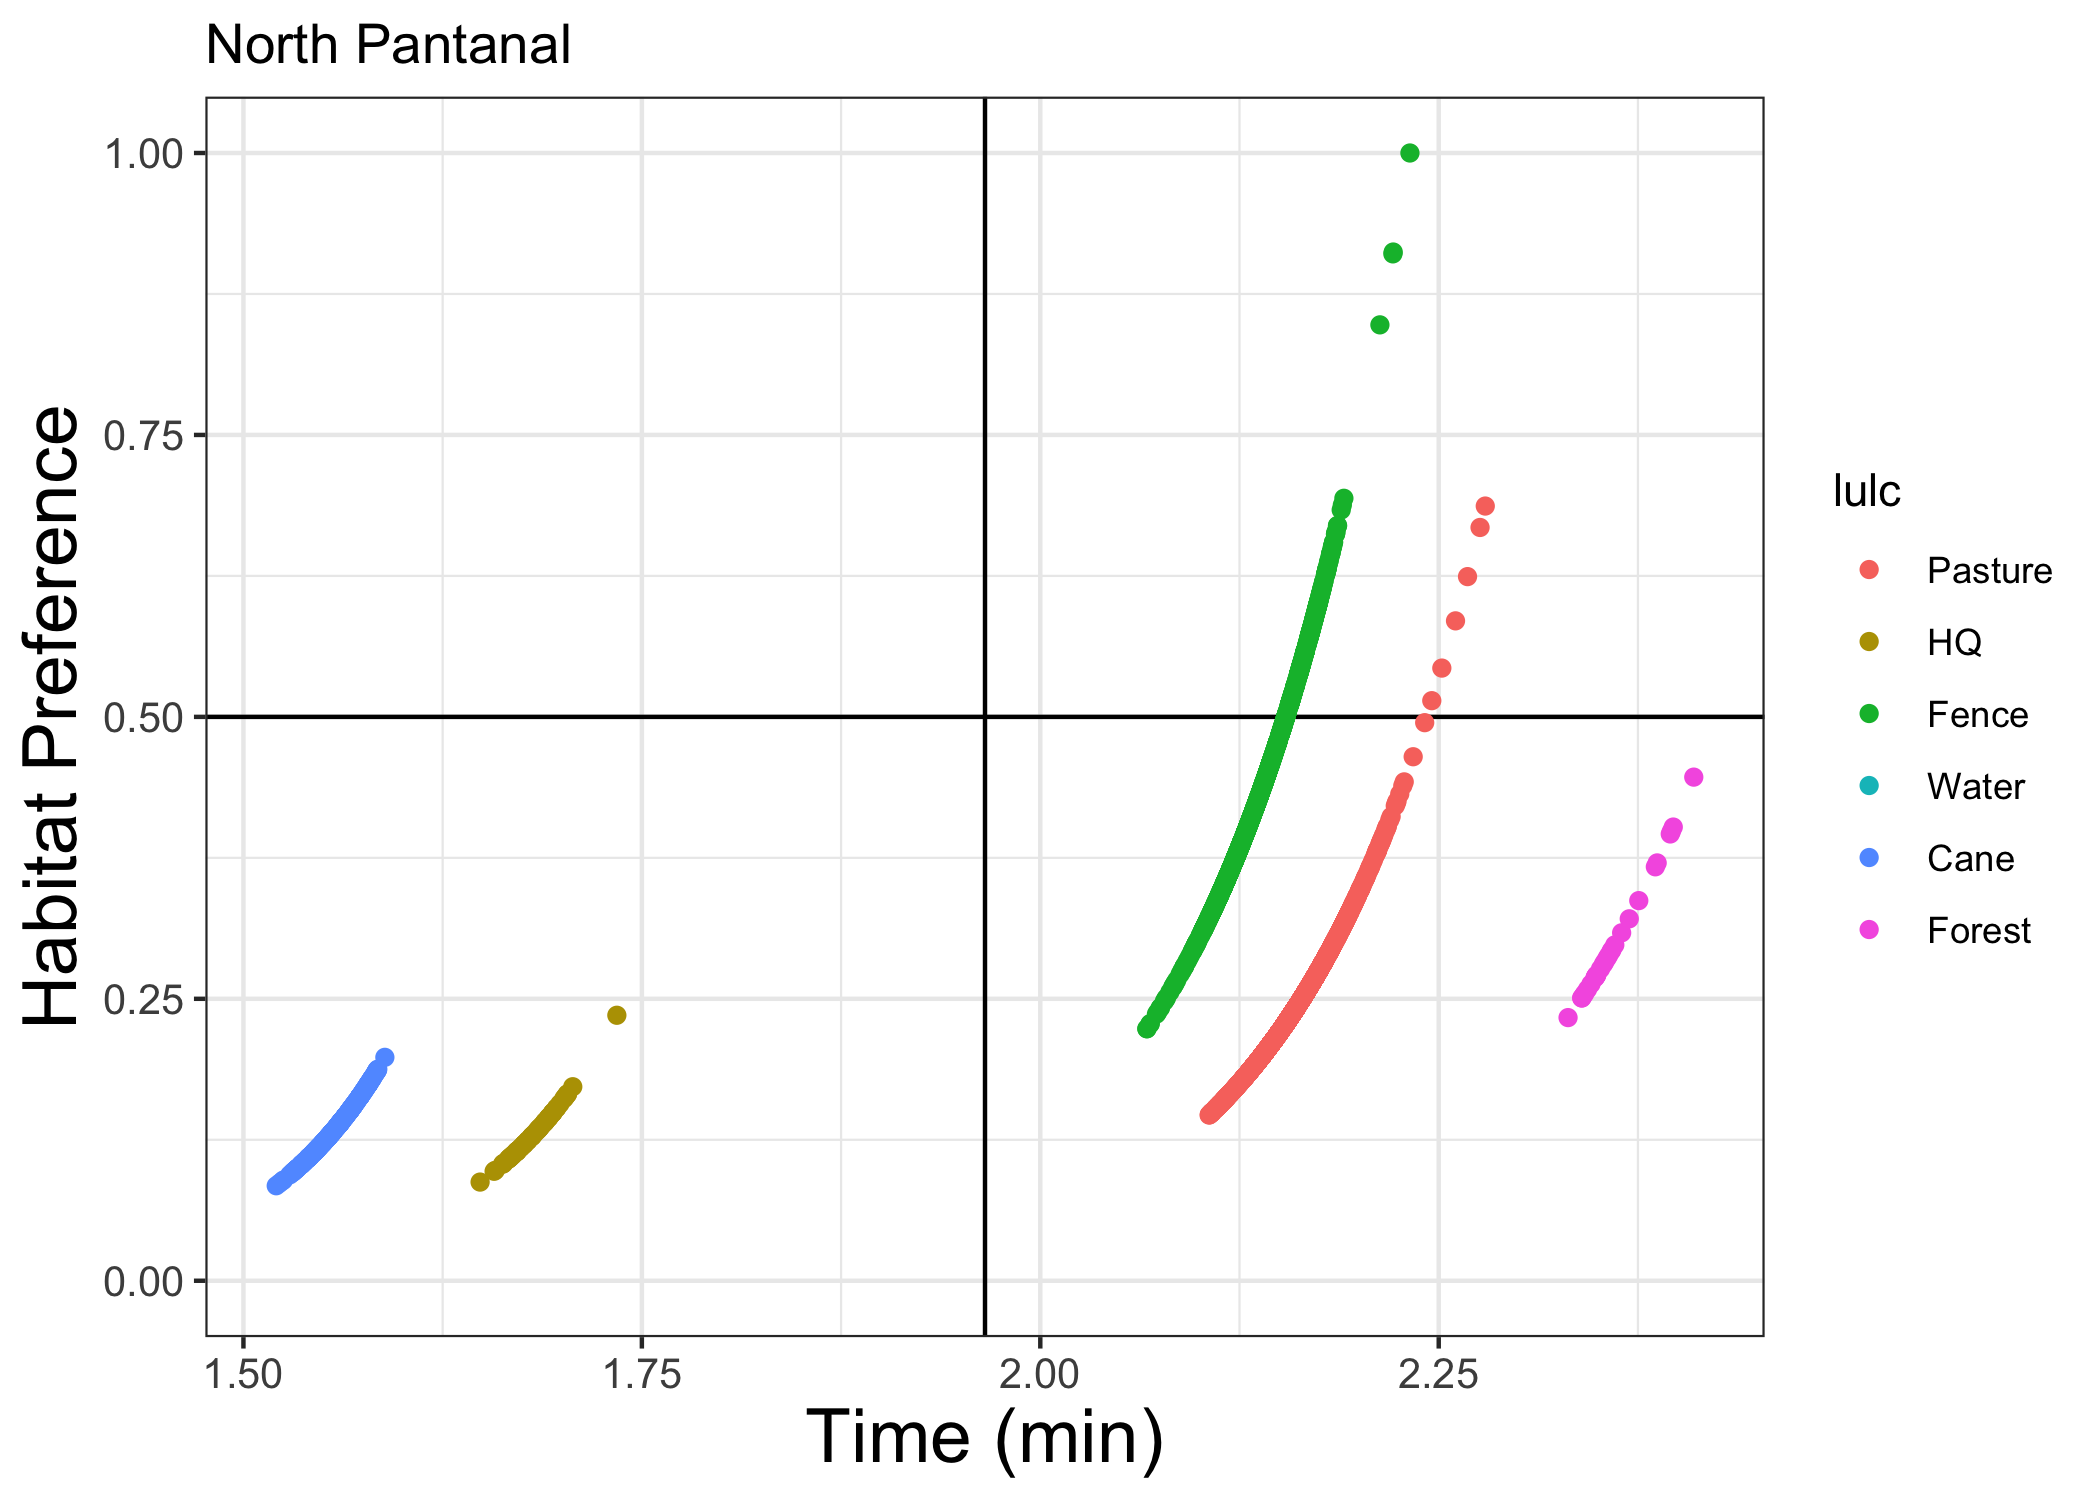 North Pantanal
Habitat Preference
1.00
0.75
0.50
0.25
0.00
1.50 1.75 2.00 2.25
Time (min)
lulc
Pasture
HQ
Fence
Water
Cane
Forest